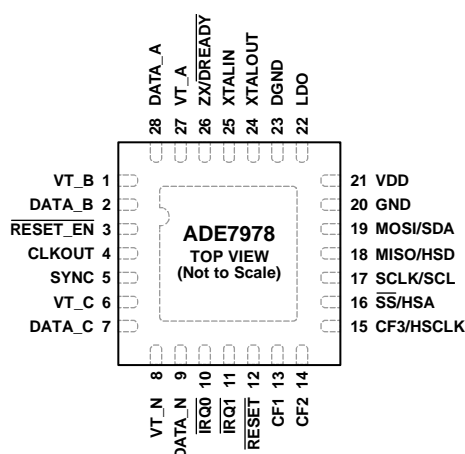 28 DATA_A
27 VT_A
26 ZX/DREADY
25 XTALIN
24 XTALOUT
23 DGND
22 LDO
VT_B 1
DATA_B 2
RESET_EN 3
CLKOUT 4
SYNC 5
VT_C 6
DATA_C 7
ADE7978
TOP VIEW
(Not to Scale)
21 VDD
20 GND
19 MOSI/SDA
18 MISO/HSD
17 SCLK/SCL
16 SS/HSA
15 CF3/HSCLK
VT_N 8
DATA_N 9
IRQ0 10
IRQ1 11
RESET 12
CF1 13
CF2 14